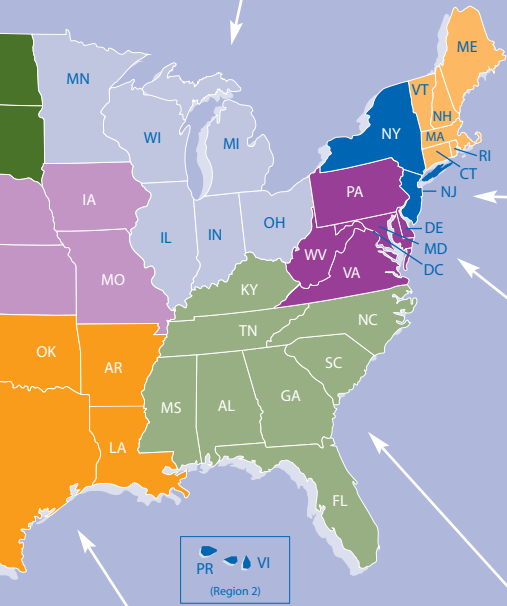 ME
MN
VT
NH
NY
MA
WI
MI
RI
CT
PA
NJ
IA
OH
DE
IL
IN
MD
WV
DC
VA
MO
KY
NC
TN
OK
SC
AR
GA
MS
AL
LA
FL
PR
VI
(Region 2)